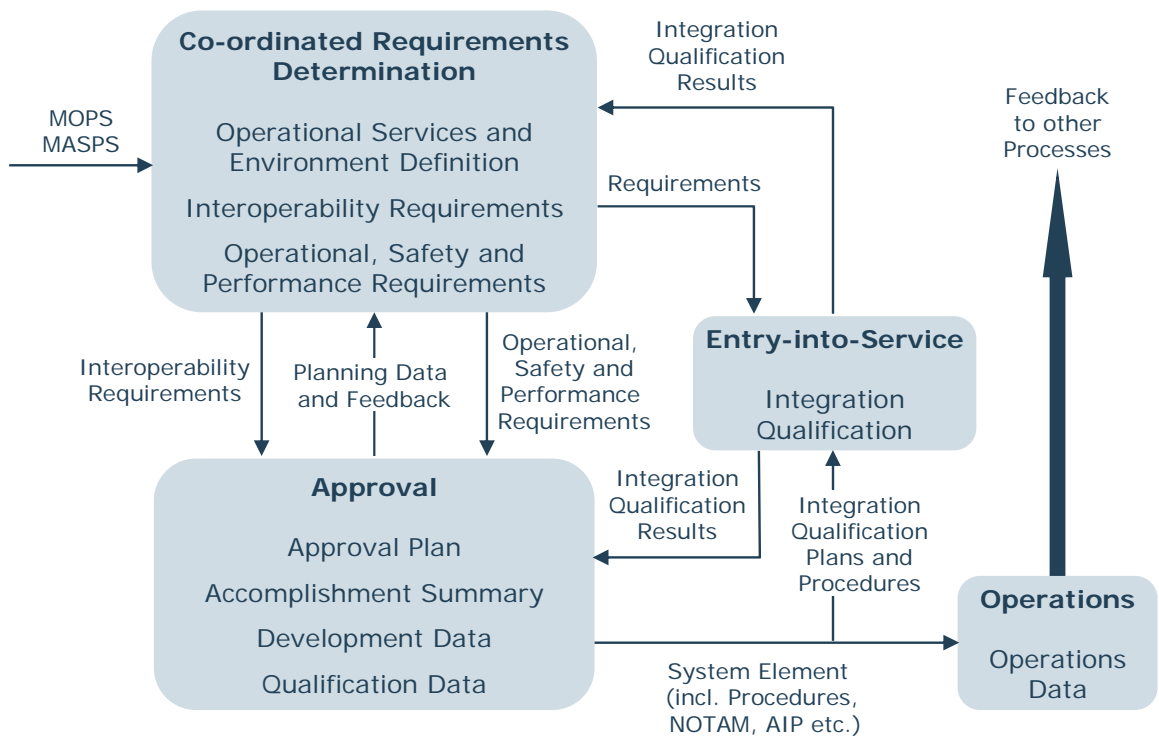 Co-ordinated Requirements
Determination
Operational Services and
Environment Definition
Interoperability Requirements
Operational, Safety and
Performance Requirements
MOPS
MASPS
Integration
Qualification
Results
Requirements
Feedback
to other
Processes
Interoperability
Requirements
Planning Data
and Feedback
Operational,
Safety and
Performance
Requirements
Entry-into-Service
Integration
Qualification
Approval
Approval Plan
Accomplishment Summary
Development Data
Qualification Data
Integration
Qualification
Results
Integration
Qualification
Plans and
Procedures
System Element
(incl. Procedures,
NOTAM, AIP etc.)
Operations
Operations
Data